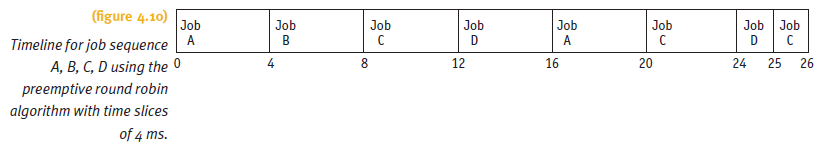 (figure 4.10)
Timeline for job sequence
A, B, C, D using the
preemptive round robin
algorithm with time slices
of 4 ms.
Job Job Job Job Job Job Job Job
A B C D A C D C
0 4 8 12 16 20 24 25 26